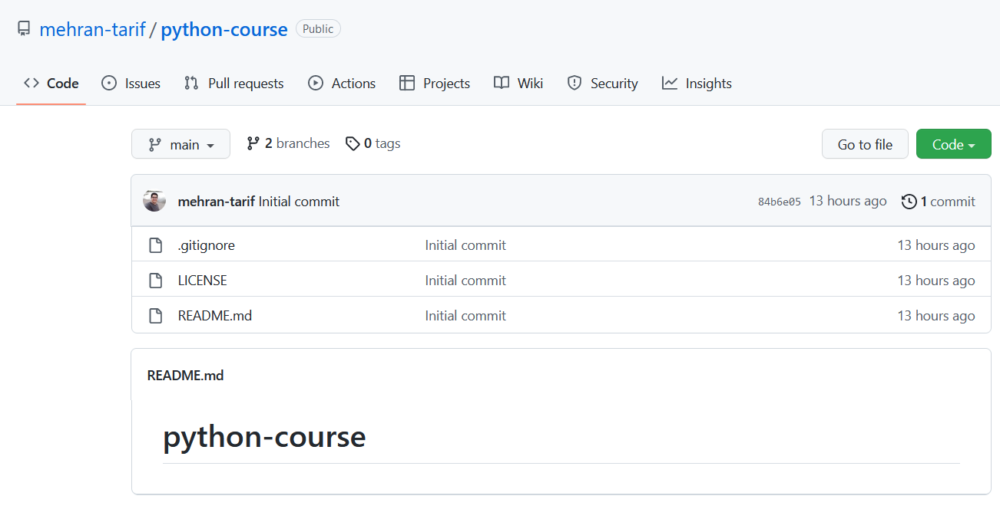 mehran-tarif / python-course Public
Code Issues Pull requests Actions Projects Wiki Security Insights
main 2 branches 0 tags Go to file Code
mehran-tarif Initial commit 84b6e05 13 hours ago 1 commit
.gitignore Initial commit 13 hours ago
LICENSE Initial commit 13 hours ago
README.md Initial commit 13 hours ago
README.md
python-course